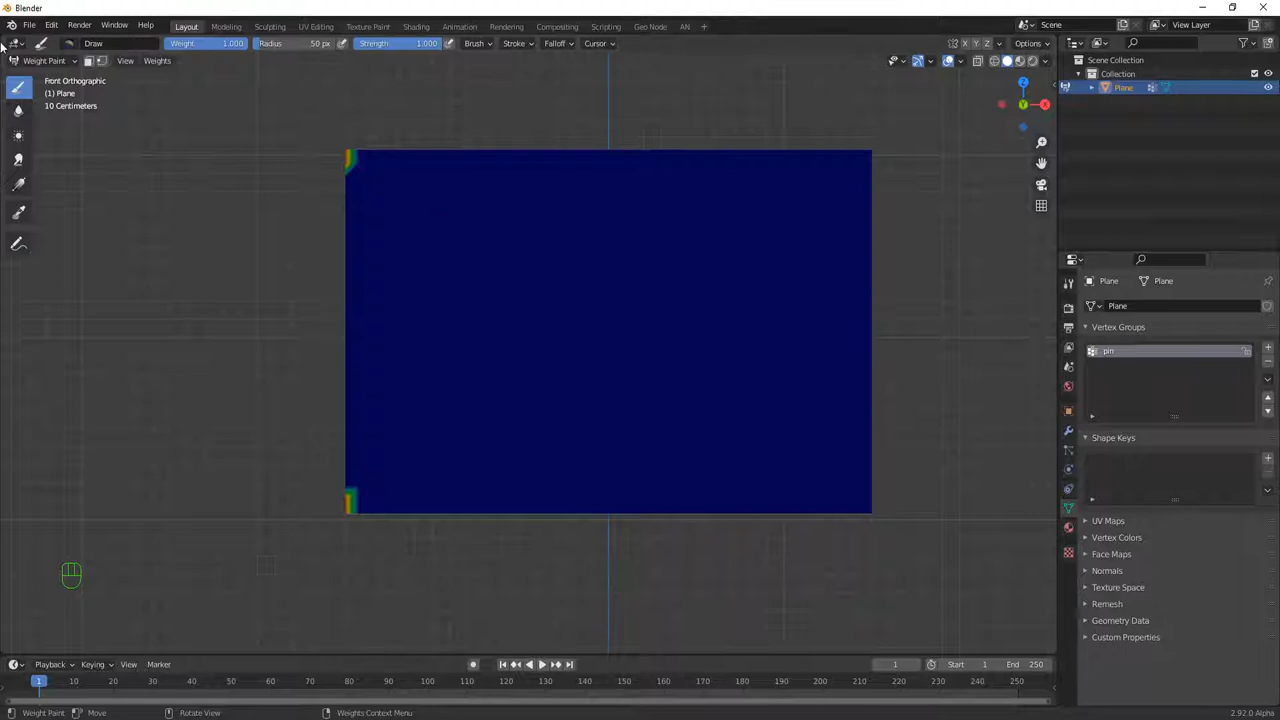 Blender
File Edit Render Window Help
Layout Modeling Sculpting UV Editing Texture Paint Shading Animation Rendering Compositing Scripting Geo Node AN
Scene
View Layer
Draw
Weight 1.000
Radius 50 px
Strength 1.000
Brush Stroke Falloff Cursor
X Y Z
Options
Weight Paint View Weights
Front Orthographic
(1) Plane
10 Centimeters
Z
Y
X
Scene Collection
Collection
Plane
Plane Plane
Plane
Vertex Groups
pin
Shape Keys
UV Maps
Vertex Colors
Face Maps
Normals
Texture Space
Remesh
Geometry Data
Custom Properties
Playback Keying View Marker
1
Start 1
End 250
1 10 20 30 40 50 60 70 80 90 100 110 120 130 140 150 160 170 180 190 200 210 220 230 240 250
Weight Paint Move Rotate View Weights Context Menu
2.92.0 Alpha